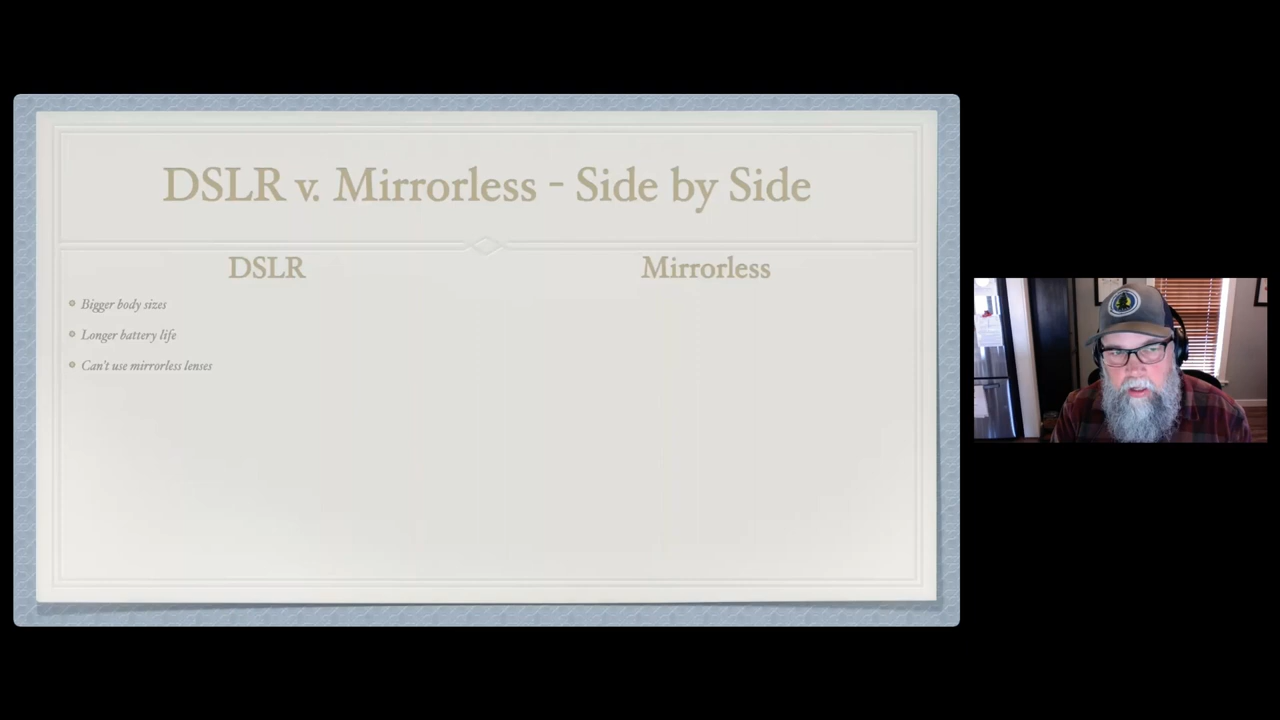 DSLR v. Mirrorless - Side by Side
DSLR
Mirrorless
Bigger body sizes
Longer battery life
Can't use mirrorless lenses